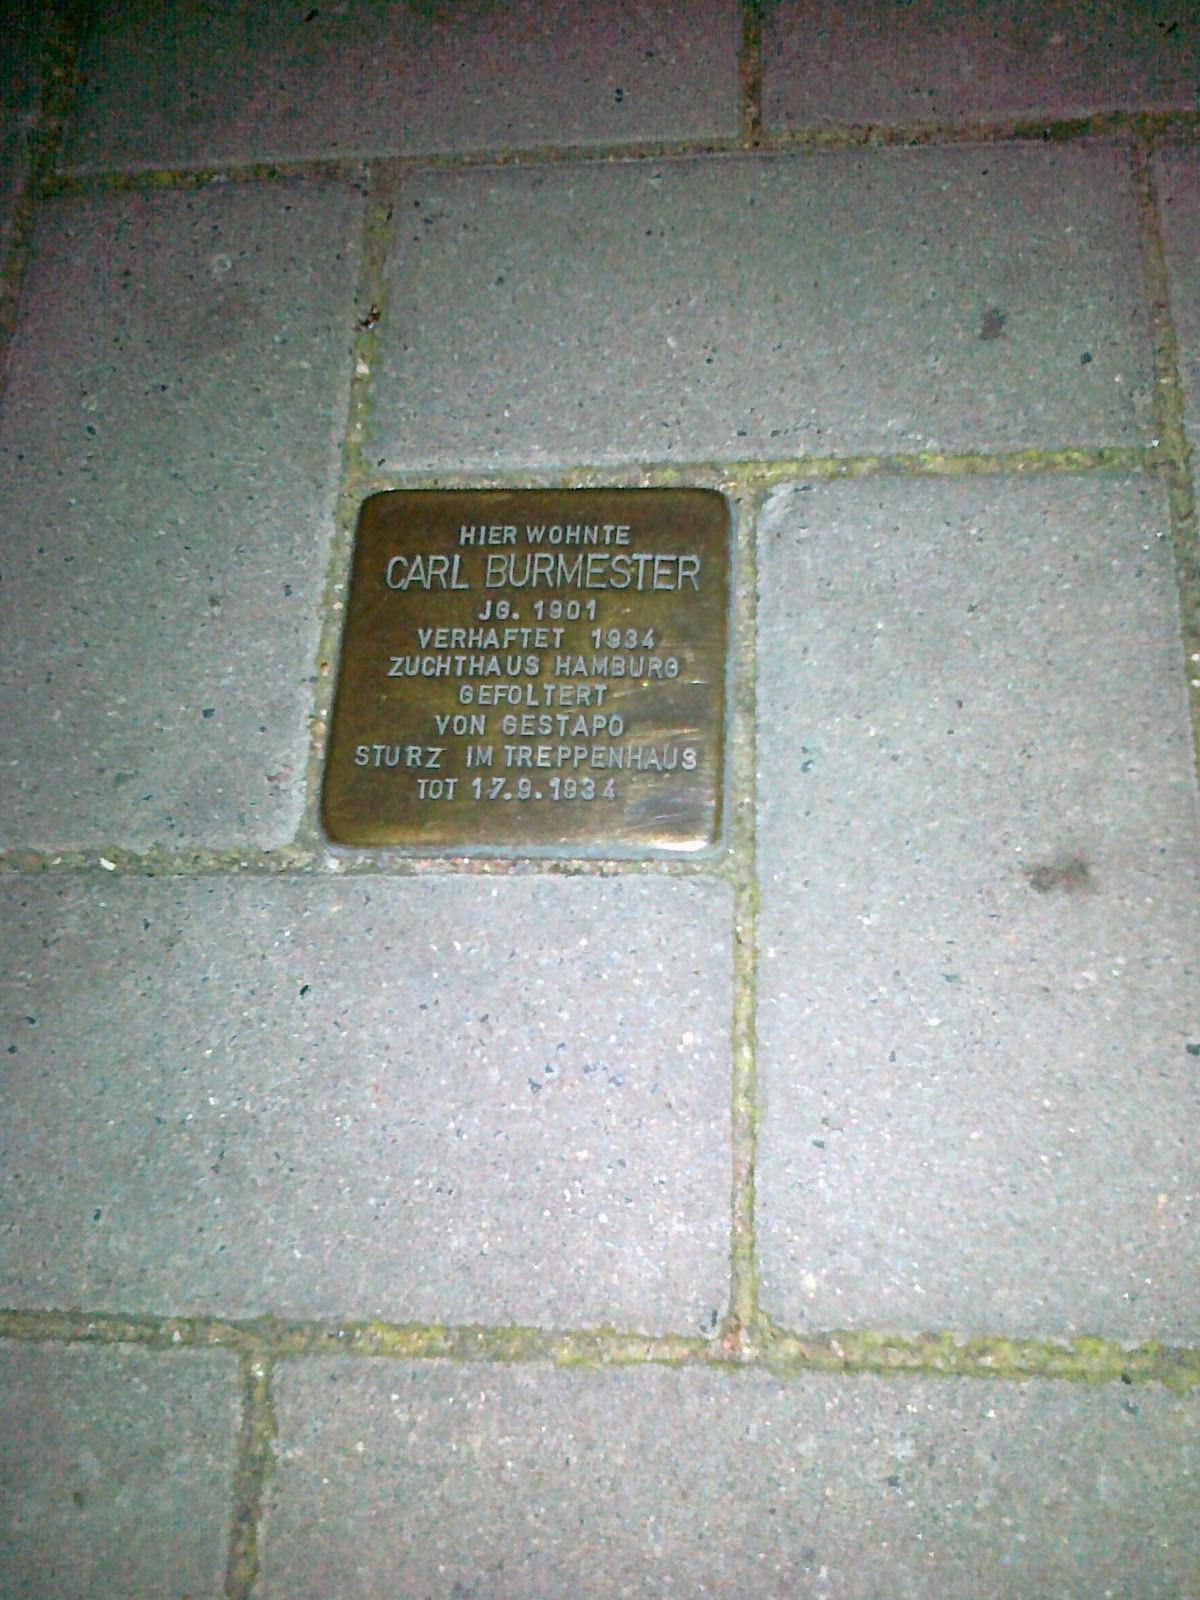 HIER WOHNTE
CARL BURMESTER
JG. 1901
VERHAFTET 1934
ZUCHTHAUS HAMBURG
GEFOLTERT
VON GESTAPO
STURZ IM TREPPENHAUS
TOT 17.9.1934